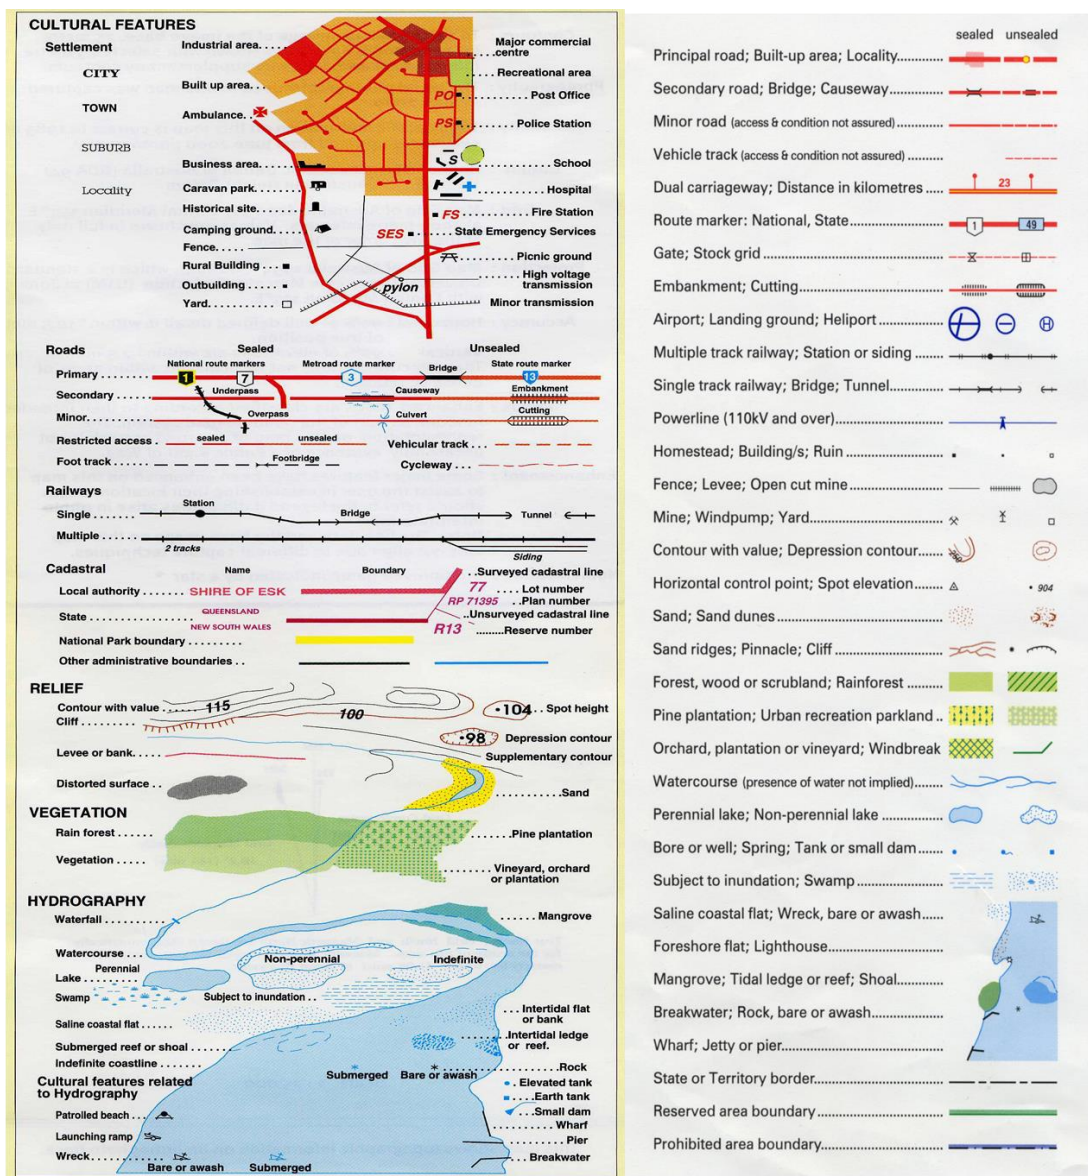 CULTURAL FEATURES
Settlement
CITY
TOWN
SUBURB
Locality
Industrial area
Built up area
Ambulance
Business area
Caravan park
Historical site
Camping ground
Fence
Rural Building
Outbuilding
Yard
Major commercial
centre
Recreational area
PO Post Office
PS Police Station
S School
Hospital
FS Fire Station
SES State Emergency Services
Picnic ground
High voltage
transmission
pylon
Minor transmission
Roads Sealed Unsealed
National route markers Metroad route marker Bridge State route marker
Primary 1 7 3 13
Underpass Causeway Embankment
Secondary
Overpass Culvert Cutting
Minor
Restricted access sealed unsealed Vehicular track
Foot track Footbridge Cycleway
Railways
Station
Single Bridge Tunnel
Multiple
2 tracks Siding
Cadastral Name Boundary Surveyed cadastral line
Local authority SHIRE OF ESK 77 Lot number
RP 71395 Plan number
State QUEENSLAND
NEW SOUTH WALES
Unsurveyed cadastral line
R13 Reserve number
National Park boundary
Other administrative boundaries
RELIEF
Contour with value 115 100 104 Spot height
Cliff
98 Depression contour
Levee or bank Supplementary contour
Distorted surface Sand
VEGETATION
Rain forest Pine plantation
Vegetation Vineyard, orchard
or plantation
HYDROGRAPHY
Waterfall Mangrove
Watercourse Non-perennial Indefinite
Perennial
Lake
Swamp Subject to inundation
Saline coastal flat Intertidal flat
or bank
Submerged reef or shoal Intertidal ledge
or reef.
Indefinite coastline
Submerged Bare or awash Rock
Cultural features related
to Hydrography
Elevated tank
Earth tank
Small dam
Patrolled beach
Wharf
Launching ramp
Pier
Wreck Bare or awash Submerged Breakwater
sealed unsealed
Principal road; Built-up area; Locality
Secondary road; Bridge; Causeway
Minor road (access & condition not assured)
Vehicle track (access & condition not assured)
Dual carriageway; Distance in kilometres 23
Route marker: National, State 1 49
Gate; Stock grid
Embankment; Cutting
Airport; Landing ground; Heliport H
Multiple track railway; Station or siding
Single track railway; Bridge; Tunnel
Powerline (110kV and over)
Homestead; Building/s; Ruin
Fence; Levee; Open cut mine
Mine; Windpump; Yard
Contour with value; Depression contour
Horizontal control point; Spot elevation 904
Sand; Sand dunes
Sand ridges; Pinnacle; Cliff
Forest, wood or scrubland; Rainforest
Pine plantation; Urban recreation parkland
Orchard, plantation or vineyard; Windbreak
Watercourse (presence of water not implied)
Perennial lake; Non-perennial lake
Bore or well; Spring; Tank or small dam
Subject to inundation; Swamp
Saline coastal flat; Wreck, bare or awash
Foreshore flat; Lighthouse
Mangrove; Tidal ledge or reef; Shoal
Breakwater; Rock, bare or awash
Wharf; Jetty or pier
State or Territory border
Reserved area boundary
Prohibited area boundary